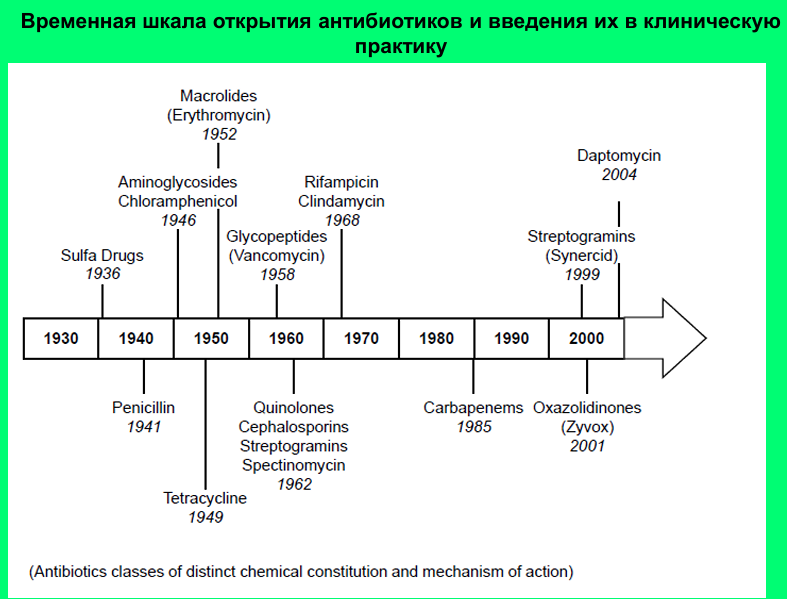 Временная шкала открытия антибиотиков и введения их в клиническую
практику
Macrolides
(Erythromycin)
1952
Daptomycin
2004
Aminoglycosides
Chloramphenicol
1946
Rifampicin
Clindamycin
1968
Glycopeptides
(Vancomycin)
1958
Streptogramins
(Synercid)
1999
Sulfa Drugs
1936
1930 1940 1950 1960 1970 1980 1990 2000
Penicillin
1941
Quinolones
Cephalosporins
Streptogramins
Spectinomycin
1962
Carbapenems
1985
Oxazolidinones
(Zyvox)
2001
Tetracycline
1949
(Antibiotics classes of distinct chemical constitution and mechanism of action)